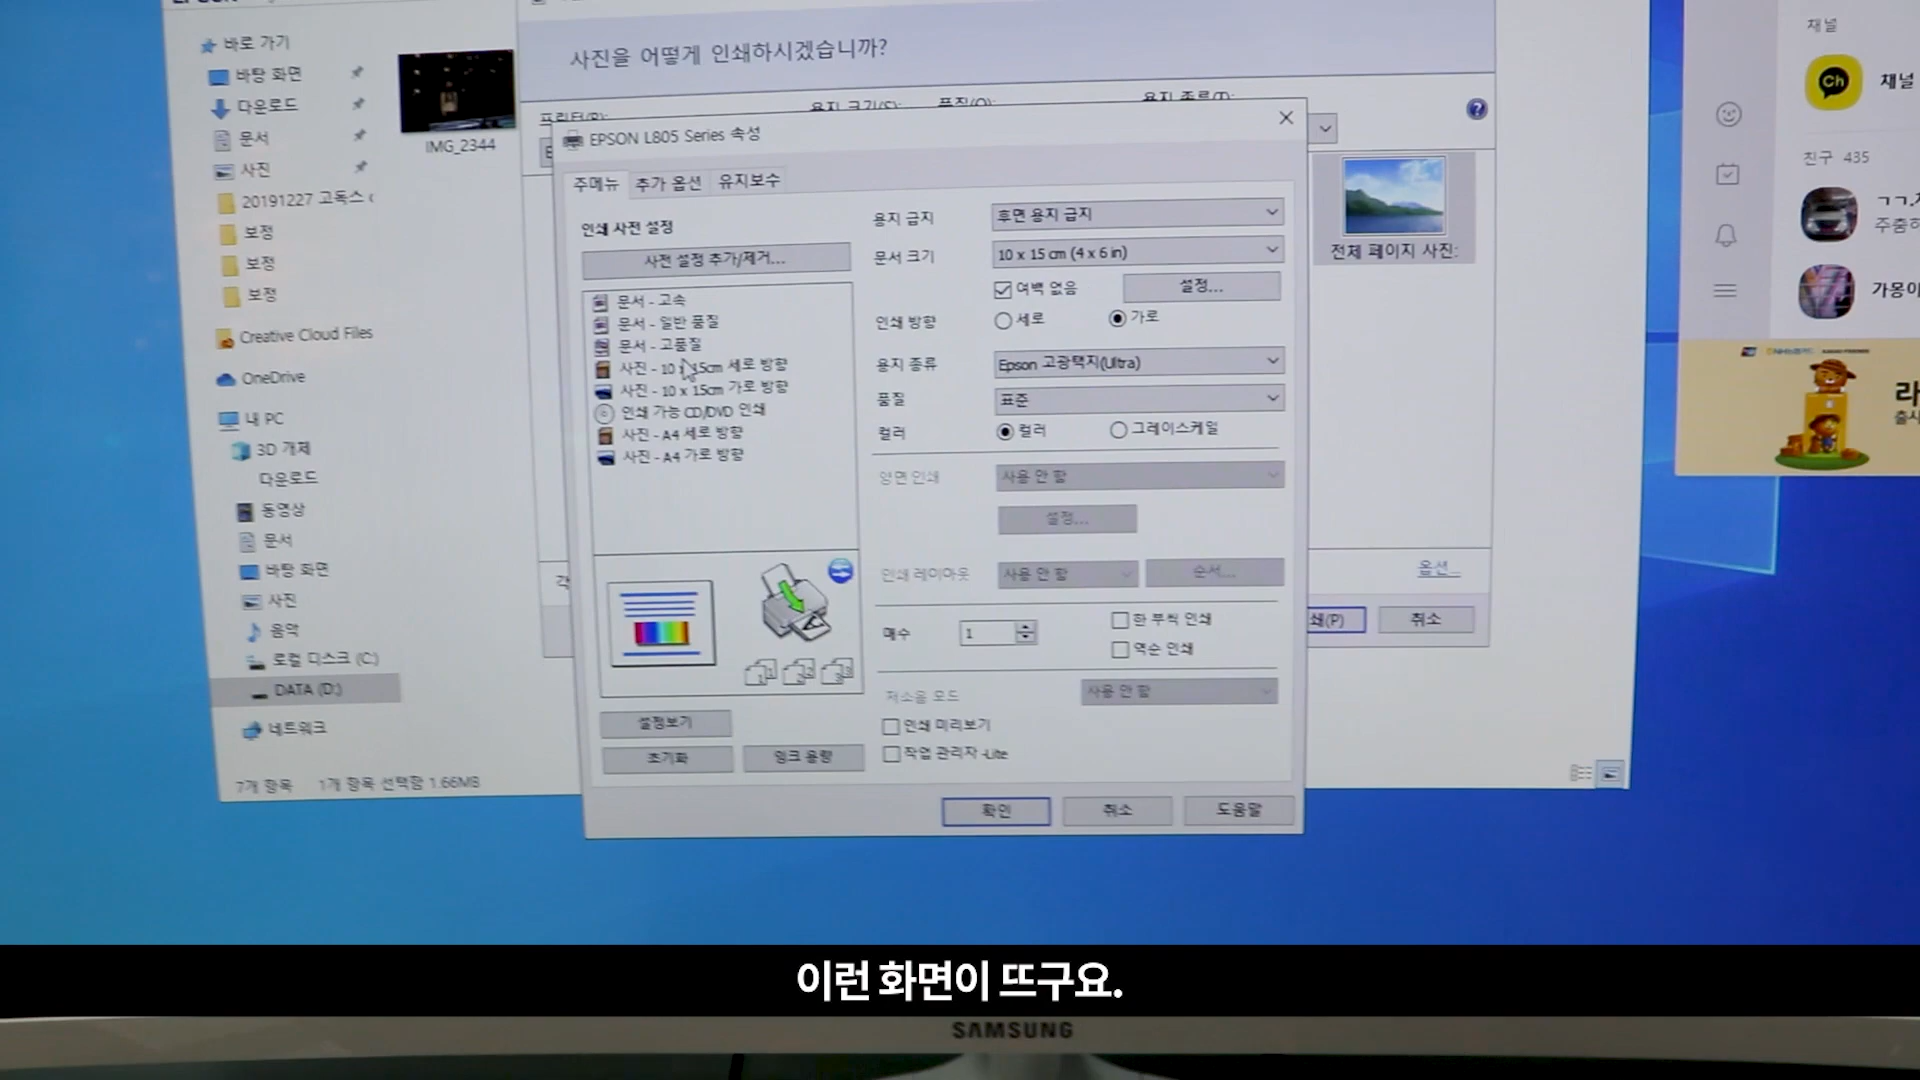 바로 가기
바탕 화면
다운로드
문서
사진
20191227 고독스
보정
보정
보정
Creative Cloud Files
OneDrive
내 PC
3D 개체
다운로드
동영상
문서
바탕 화면
사진
음악
로컬 디스크 (C:)
DATA (D:)
네트워크
7개 항목
1개 항목 선택함 1.66MB
IMG_2344
사진을 어떻게 인쇄하시겠습니까?
프린터(R):
용지 크기(S):
품질(Q):
용지 종류(T):
EPSON L805 Series 속성
주메뉴
추가 옵션
유지보수
인쇄 사전 설정
사전 설정 추가/제거...
문서 - 고속
문서 - 일반 품질
문서 - 고품질
사진 - 10 x 15cm 세로 방향
사진 - 10 x 15cm 가로 방향
인쇄 가능 CD/DVD 인쇄
사진 - A4 세로 방향
사진 - A4 가로 방향
설정보기
초기화
잉크 용량
용지 급지
후면 용지 급지
문서 크기
10 x 15 cm (4 x 6 in)
여백 없음
설정...
인쇄 방향
세로
가로
용지 종류
Epson 고광택지(Ultra)
품질
표준
컬러
컬러
그레이스케일
양면 인쇄
사용 안 함
설정...
인쇄 레이아웃
사용 안 함
순서...
매수
1
한 부씩 인쇄
역순 인쇄
저소음 모드
사용 안 함
인쇄 미리보기
작업 관리자 -Lite
확인
취소
도움말
전체 페이지 사진:
옵션...
쇄(P)
취소
채널
Ch
채널
친구 435
가몽이
이런 화면이 뜨구요.
SAMSUNG